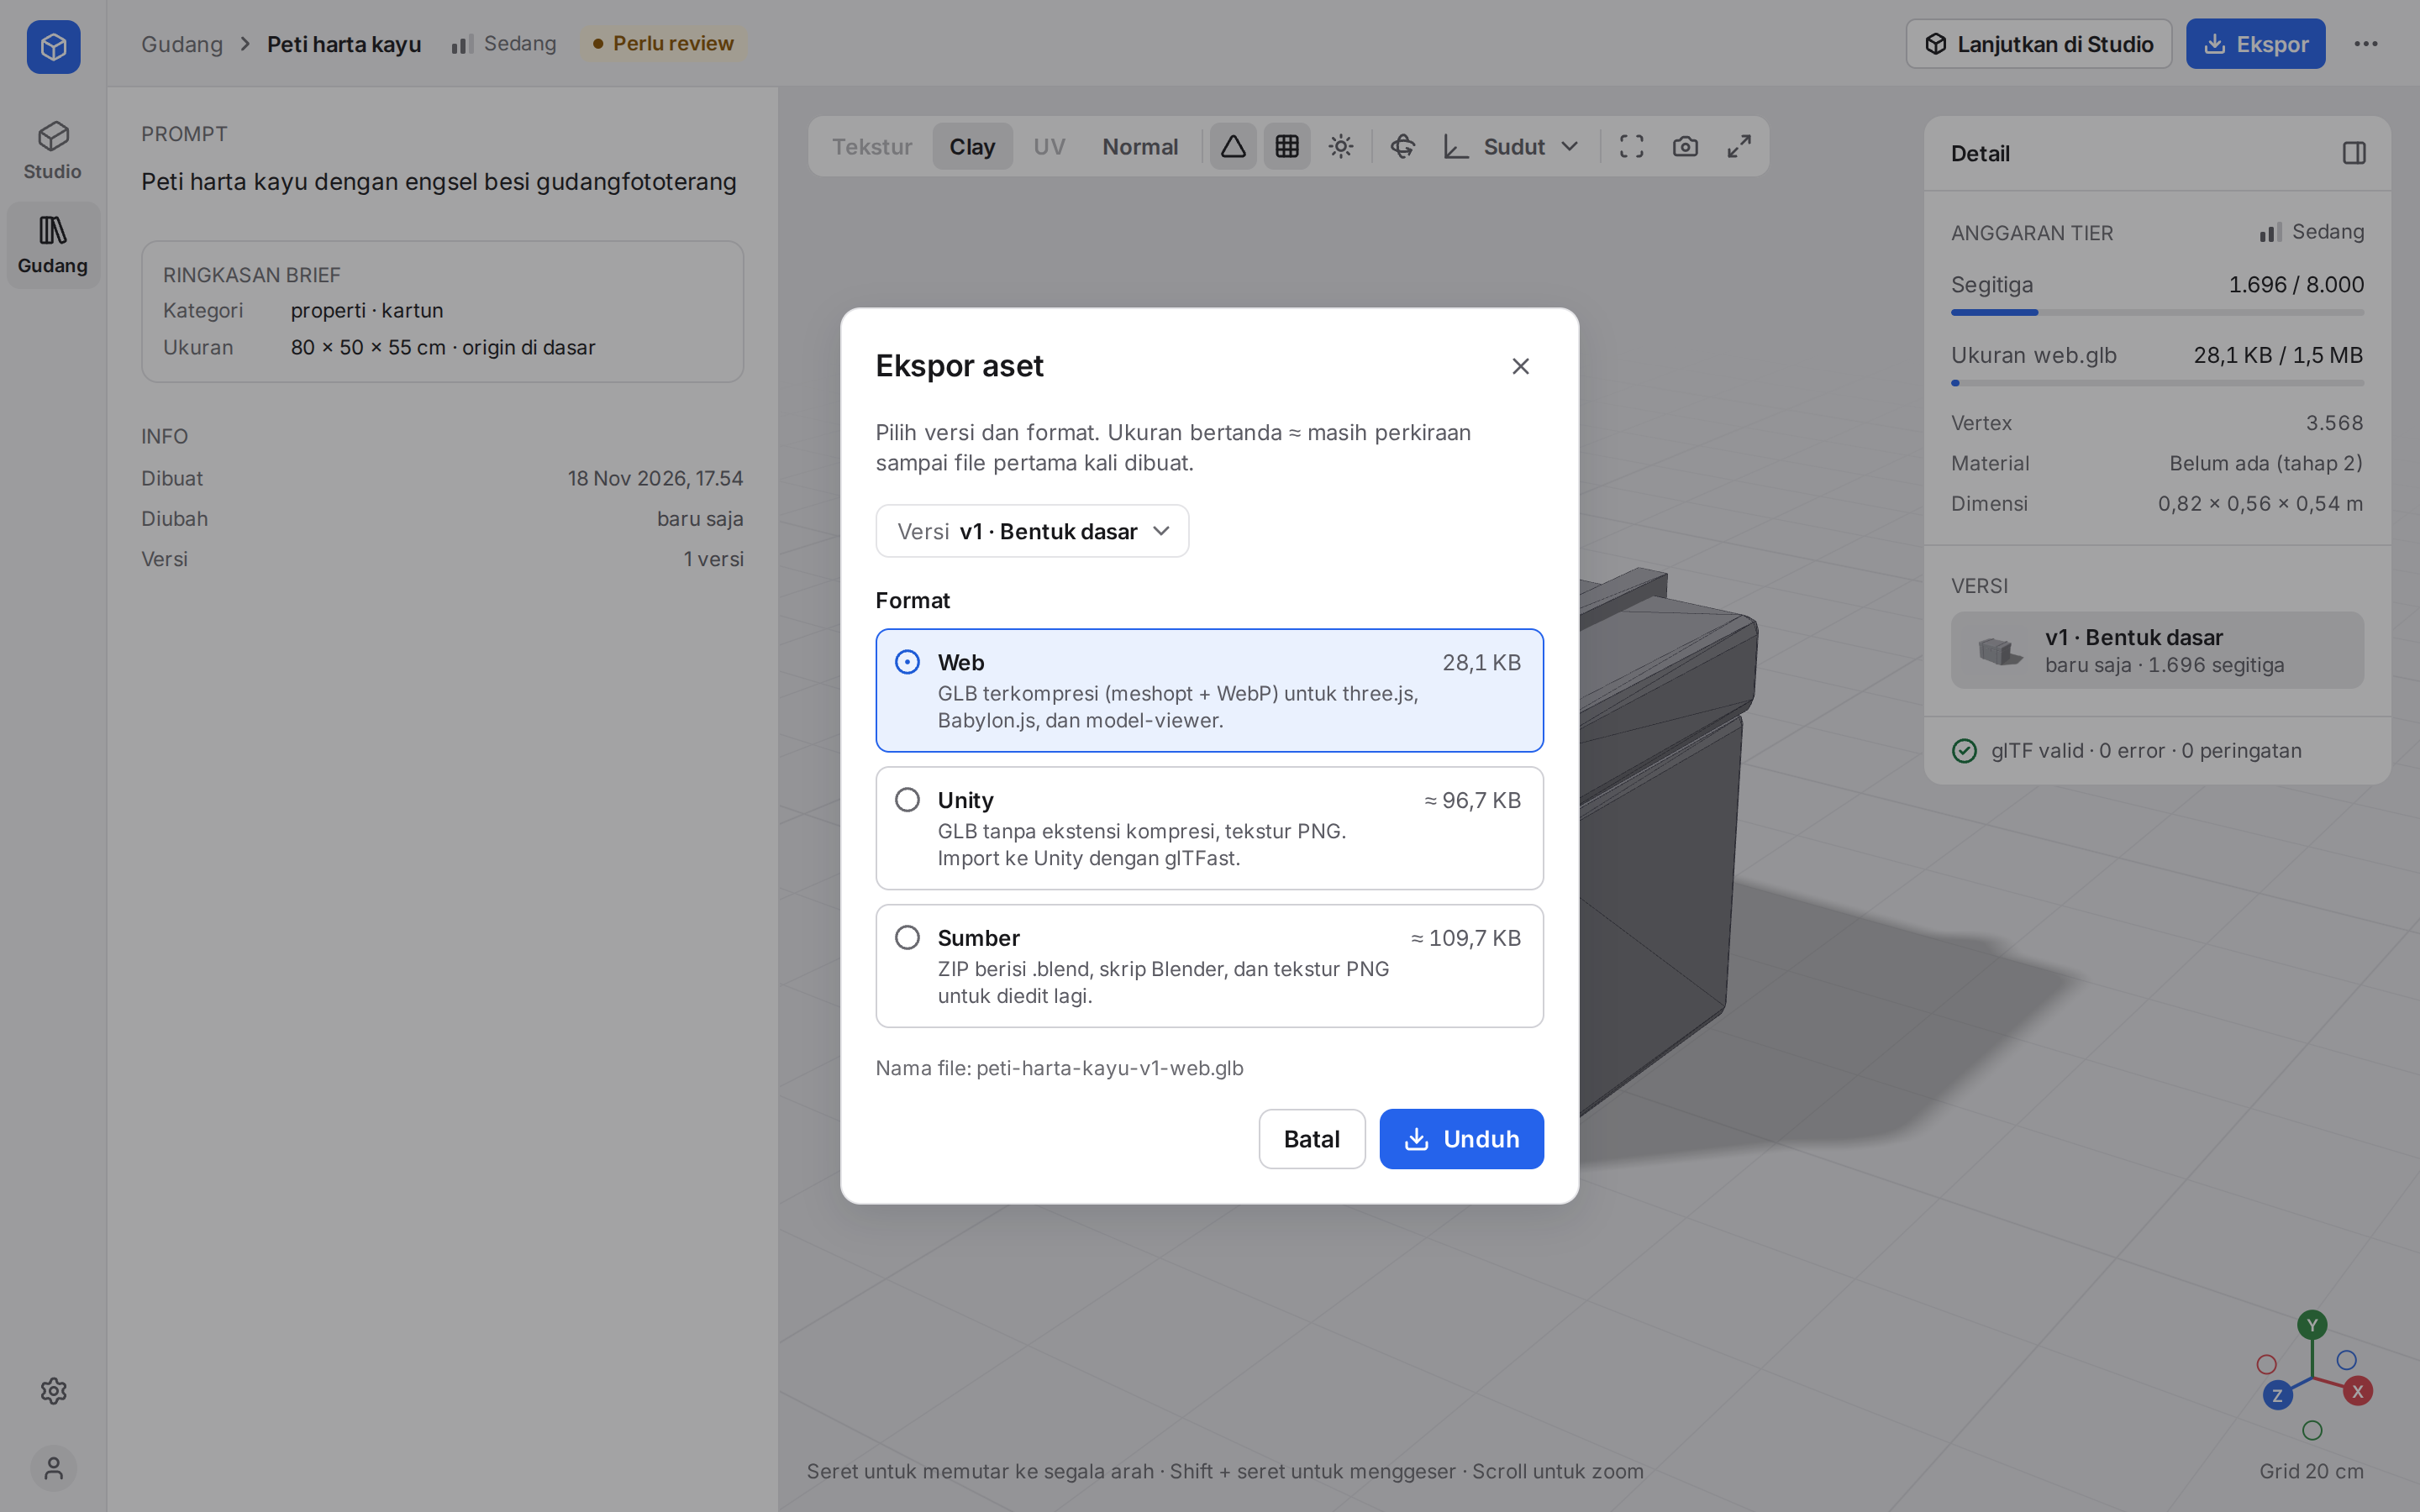 Gudang
Peti harta kayu
Sedang
Perlu review
Lanjutkan di Studio
Ekspor
Studio
Gudang
PROMPT
Peti harta kayu dengan engsel besi gudangfototerang
RINGKASAN BRIEF
Kategori properti · kartun
Ukuran 80 × 50 × 55 cm · origin di dasar
INFO
Dibuat 18 Nov 2026, 17.54
Diubah baru saja
Versi 1 versi
Tekstur Clay UV Normal Sudut
Ekspor aset
Pilih versi dan format. Ukuran bertanda ≈ masih perkiraan
sampai file pertama kali dibuat.
Versi v1 · Bentuk dasar
Format
Web 28,1 KB
GLB terkompresi (meshopt + WebP) untuk three.js,
Babylon.js, dan model-viewer.
Unity ≈ 96,7 KB
GLB tanpa ekstensi kompresi, tekstur PNG.
Import ke Unity dengan glTFast.
Sumber ≈ 109,7 KB
ZIP berisi .blend, skrip Blender, dan tekstur PNG
untuk diedit lagi.
Nama file: peti-harta-kayu-v1-web.glb
Batal
Unduh
Detail
ANGGARAN TIER Sedang
Segitiga 1.696 / 8.000
Ukuran web.glb 28,1 KB / 1,5 MB
Vertex 3.568
Material Belum ada (tahap 2)
Dimensi 0,82 × 0,56 × 0,54 m
VERSI
v1 · Bentuk dasar
baru saja · 1.696 segitiga
glTF valid · 0 error · 0 peringatan
Y
Z
X
Seret untuk memutar ke segala arah · Shift + seret untuk menggeser · Scroll untuk zoom
Grid 20 cm